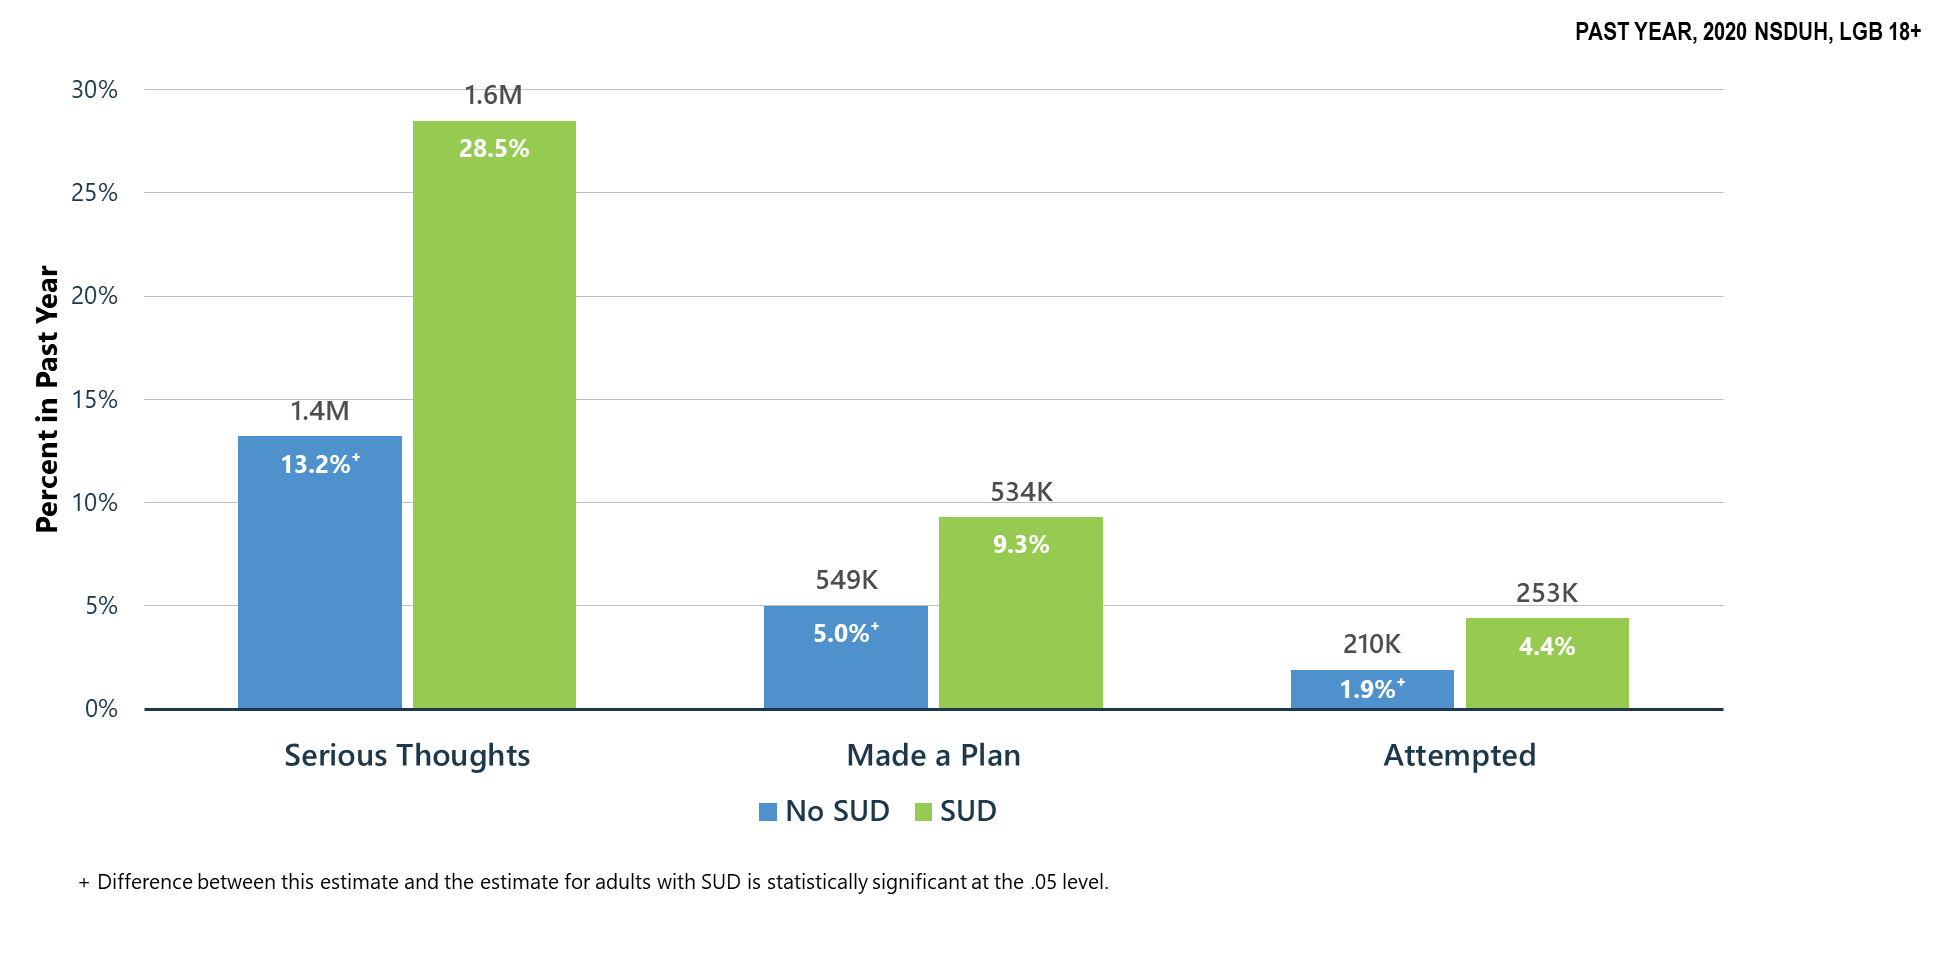 PAST YEAR, 2020 NSDUH, LGB 18+
Percent in Past Year
30%
25%
20%
15%
10%
5%
0%
1.4M
13.2%+
1.6M
28.5%
549K
5.0%+
534K
9.3%
210K
1.9%+
253K
4.4%
Serious Thoughts
Made a Plan
Attempted
No SUD
SUD
+ Difference between this estimate and the estimate for adults with SUD is statistically significant at the .05 level.